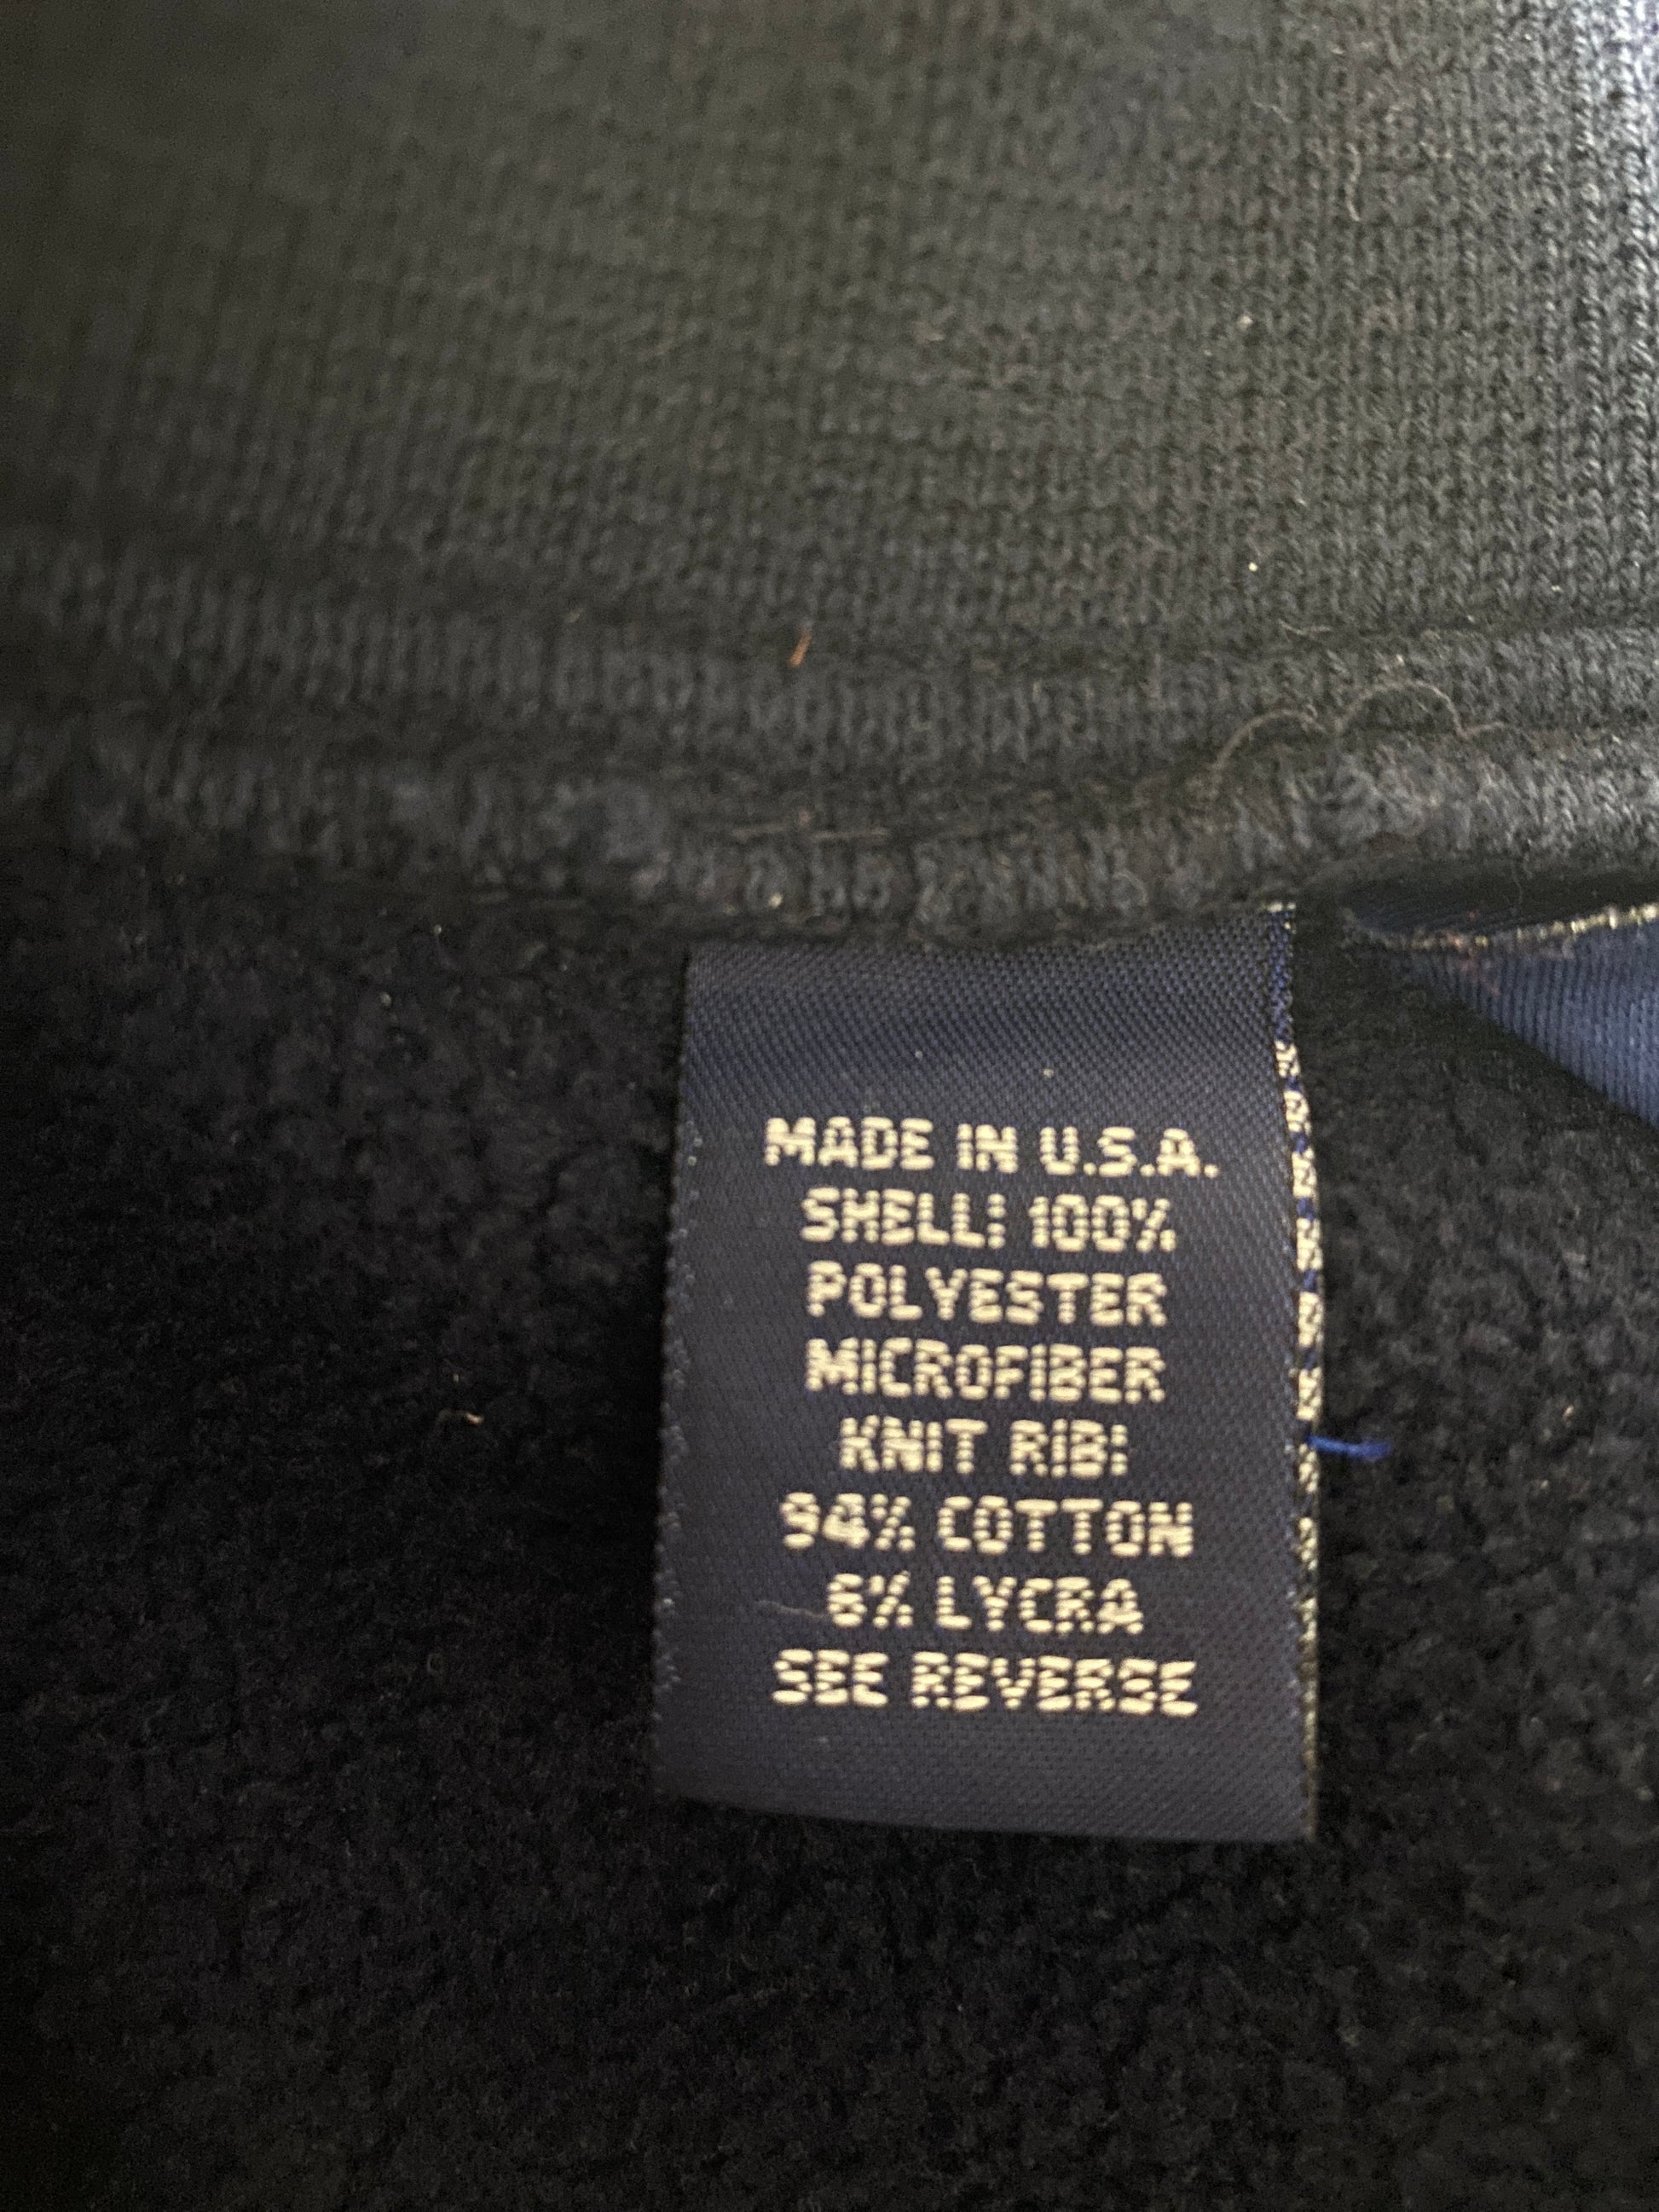 MADE IN U.S.A.
SHELL: 100%
POLYESTER
MICROFIBER
KNIT RIB:
94% COTTON
6% LYCRA
SEE REVERSE